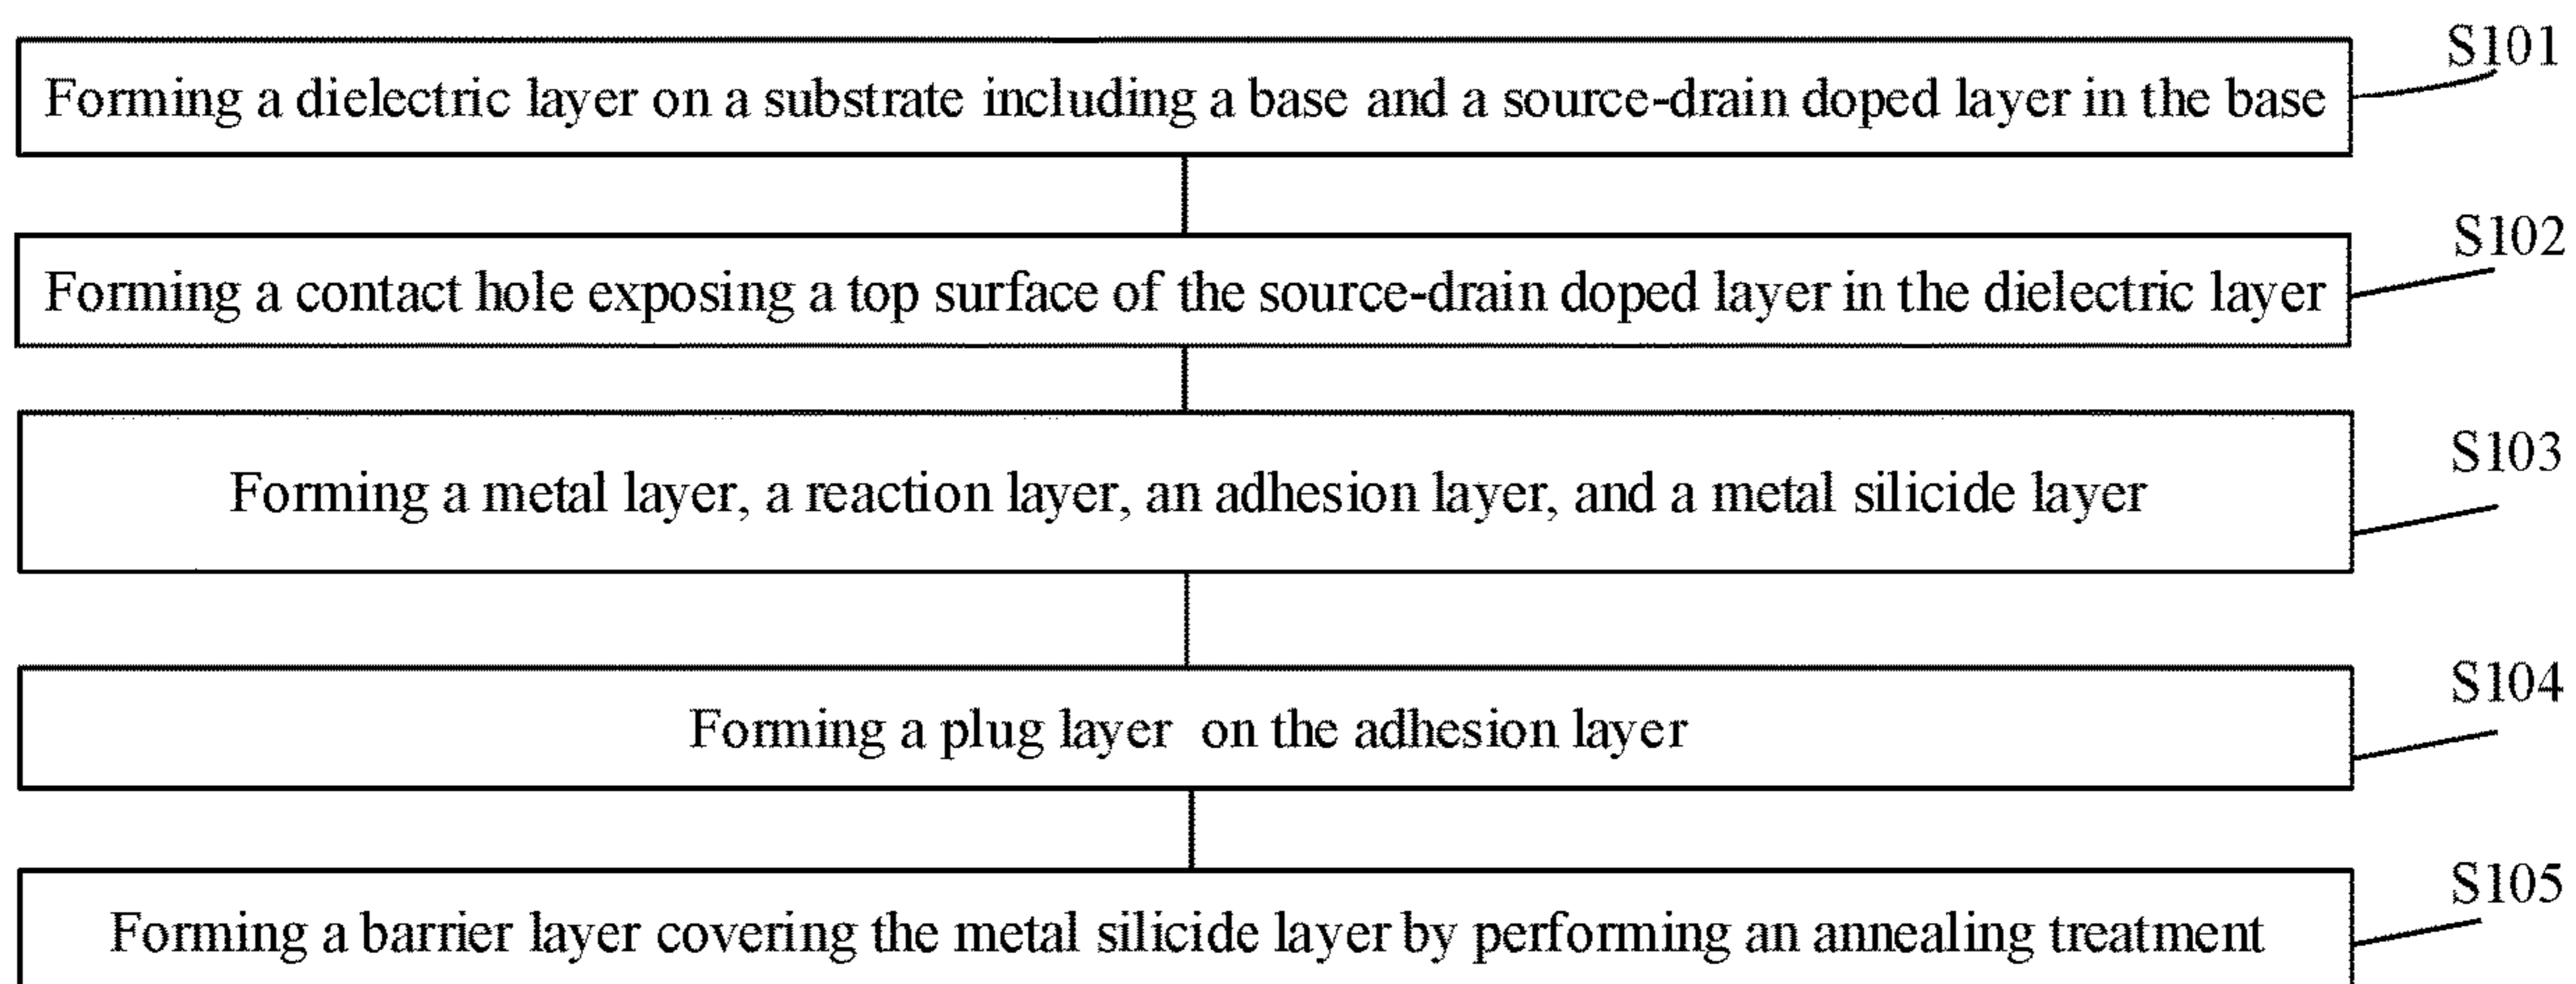 S101
Forming a dielectric layer on a substrate including a base and a source-drain doped layer in the base
S102
Forming a contact hole exposing a top surface of the source-drain doped layer in the dielectric layer
S103
Forming a metal layer, a reaction layer, an adhesion layer, and a metal silicide layer
S104
Forming a plug layer on the adhesion layer
S105
Forming a barrier layer covering the metal silicide layer by performing an annealing treatment